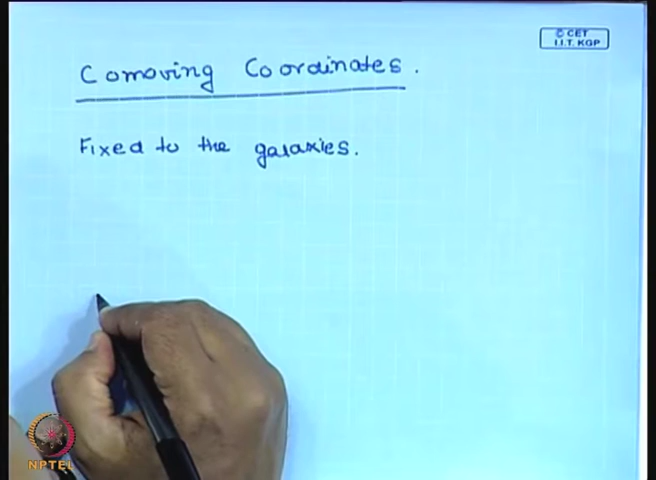 © CET
I.I.T. KGP
Comoving Coordinates.
Fixed to the galaxies.
NPTEL